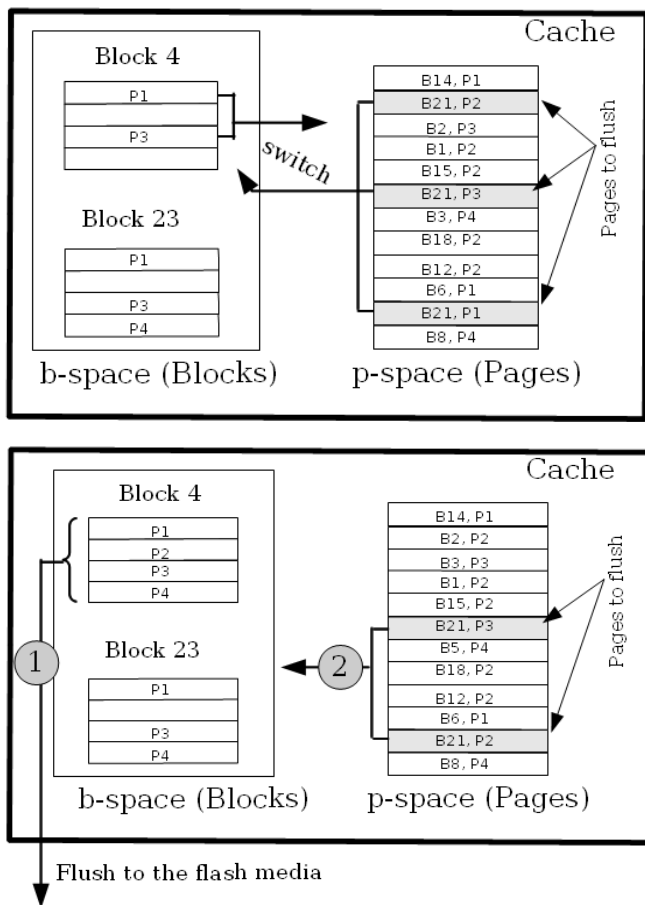 Cache
Block 4
P1
P3
switch
Block 23
P1
P3
P4
b-space (Blocks)
B14, P1
B21, P2
B2, P3
B1, P2
B15, P2
B21, P3
B3, P4
B18, P2
B12, P2
B6, P1
B21, P1
B8, P4
p-space (Pages)
Pages to flush
Cache
Block 4
P1
P2
P3
P4
1
Block 23
P1
P3
P4
b-space (Blocks)
2
B14, P1
B2, P2
B3, P3
B1, P2
B15, P2
B21, P3
B5, P4
B18, P2
B12, P2
B6, P1
B21, P2
B8, P4
p-space (Pages)
Pages to flush
Flush to the flash media